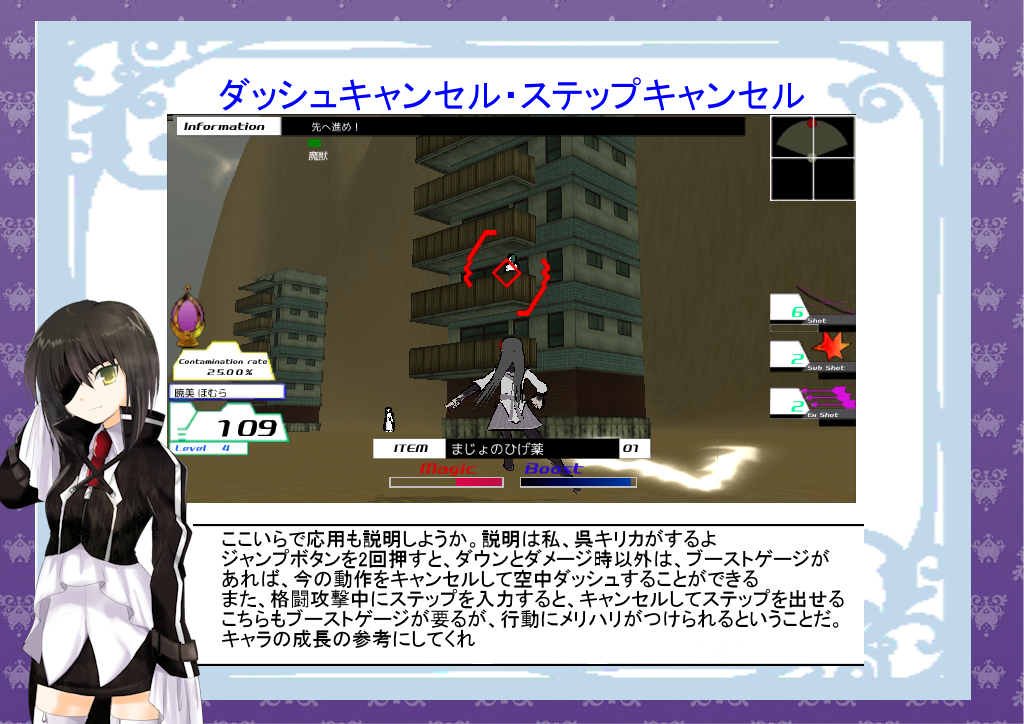 ダッシュキャンセル・ステップキャンセル
Information
先へ進め！
魔獣
6
Shot
2
Sub Shot
2
Ex Shot
Contamination rate
25.00%
暁美 ほむら
109
Level 4
ITEM まじょのひげ薬 01
Magic Boost
ここいらで応用も説明しようか。説明は私、呉キリカがするよ
ジャンプボタンを2回押すと、ダウンとダメージ時以外は、ブーストゲージが
あれば、今の動作をキャンセルして空中ダッシュすることができる
また、格闘攻撃中にステップを入力すると、キャンセルしてステップを出せる
こちらもブーストゲージが要るが、行動にメリハリがつけられるということだ。
キャラの成長の参考にしてくれ